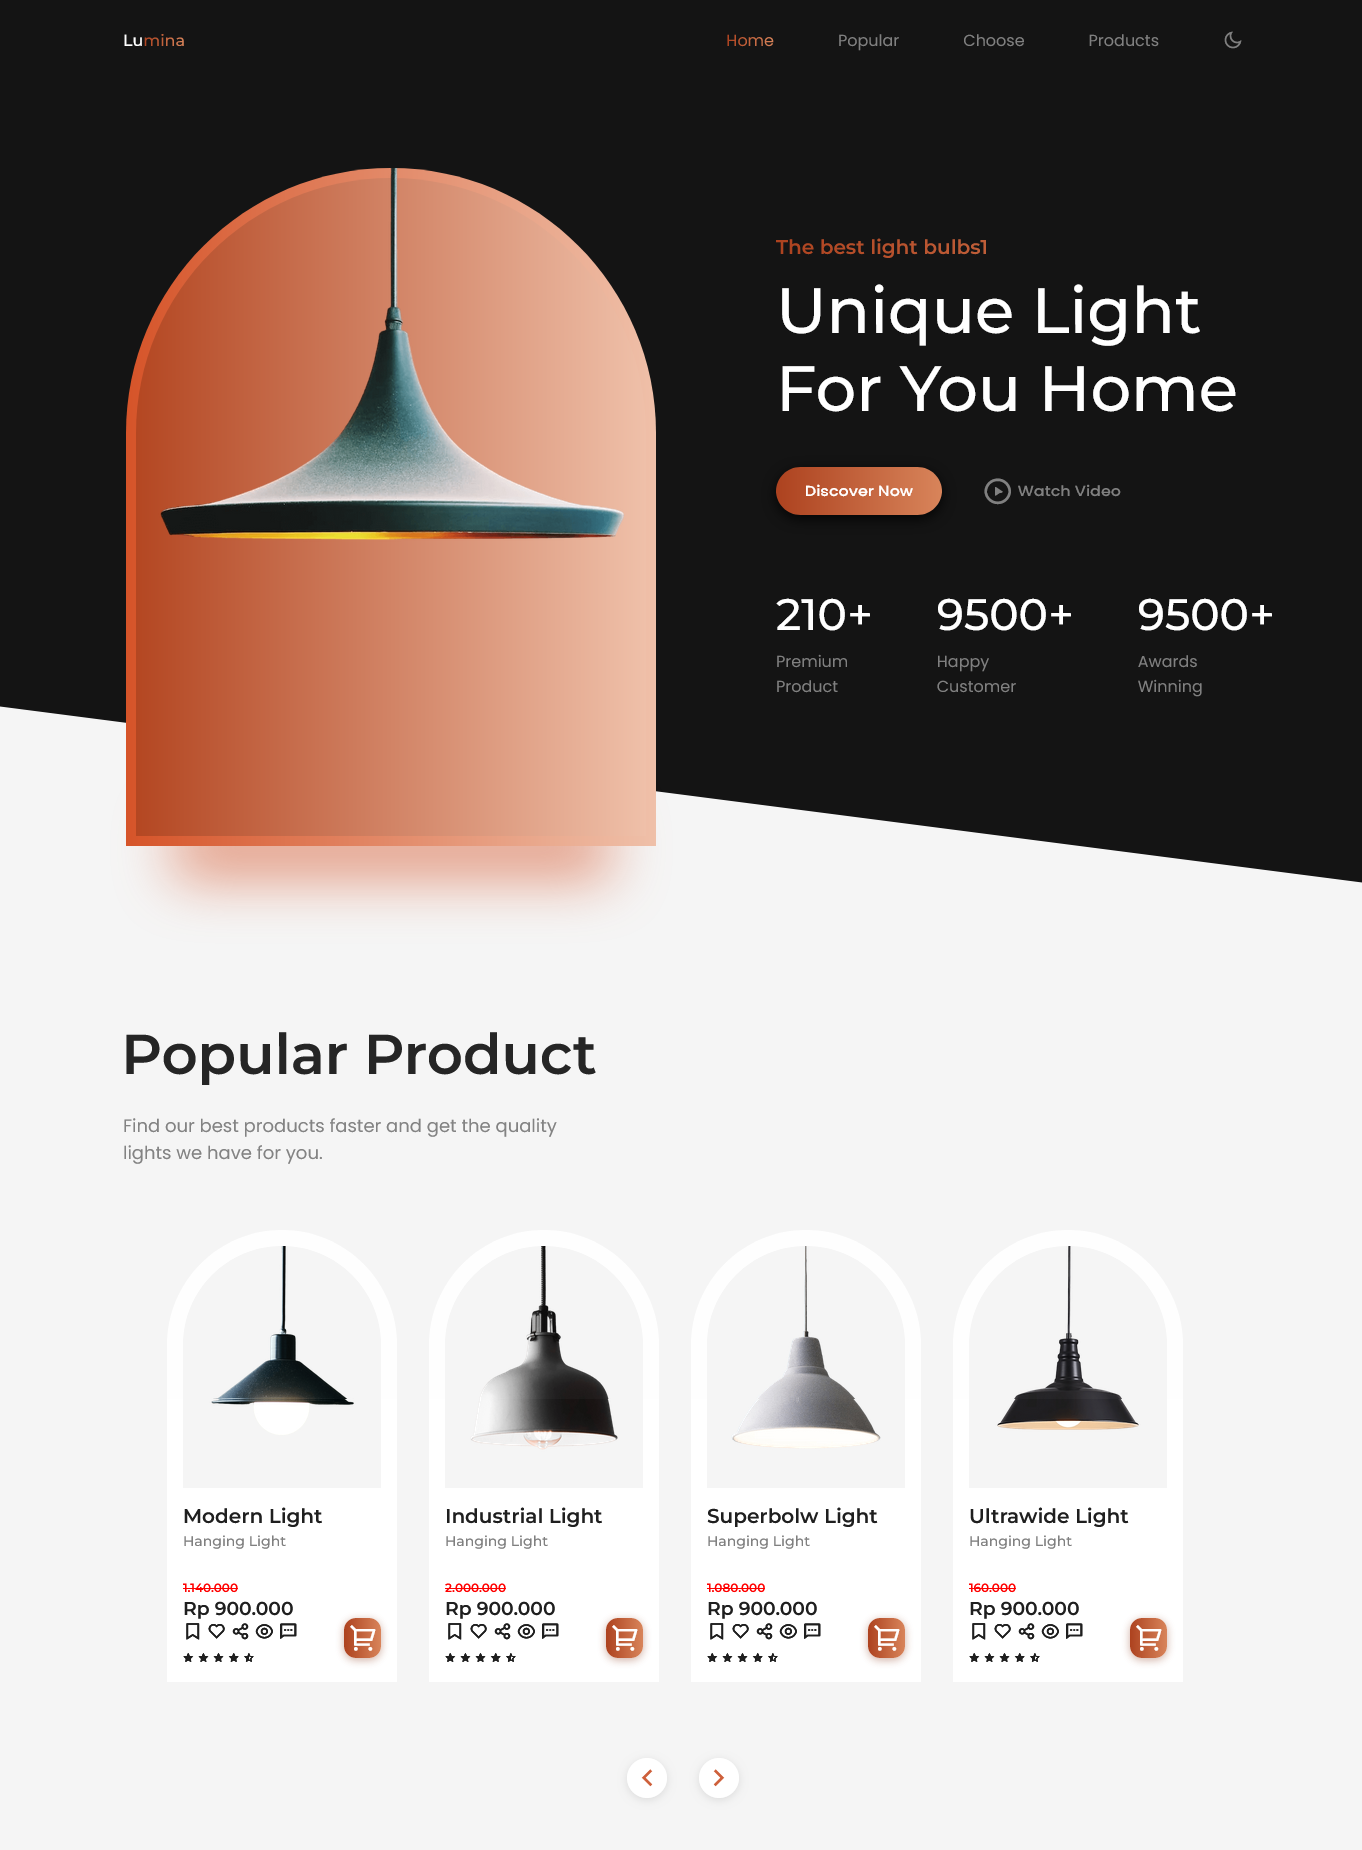 Lumina
Home Popular Choose Products
The best light bulbs1
Unique Light
For You Home
Discover Now
Watch Video
210+ 9500+ 9500+
Premium Happy Awards
Product Customer Winning
Popular Product
Find our best products faster and get the quality
lights we have for you.
Modern Light
Hanging Light
1.140.000
Rp 900.000
Industrial Light
Hanging Light
2.000.000
Rp 900.000
Superbolw Light
Hanging Light
1.080.000
Rp 900.000
Ultrawide Light
Hanging Light
160.000
Rp 900.000